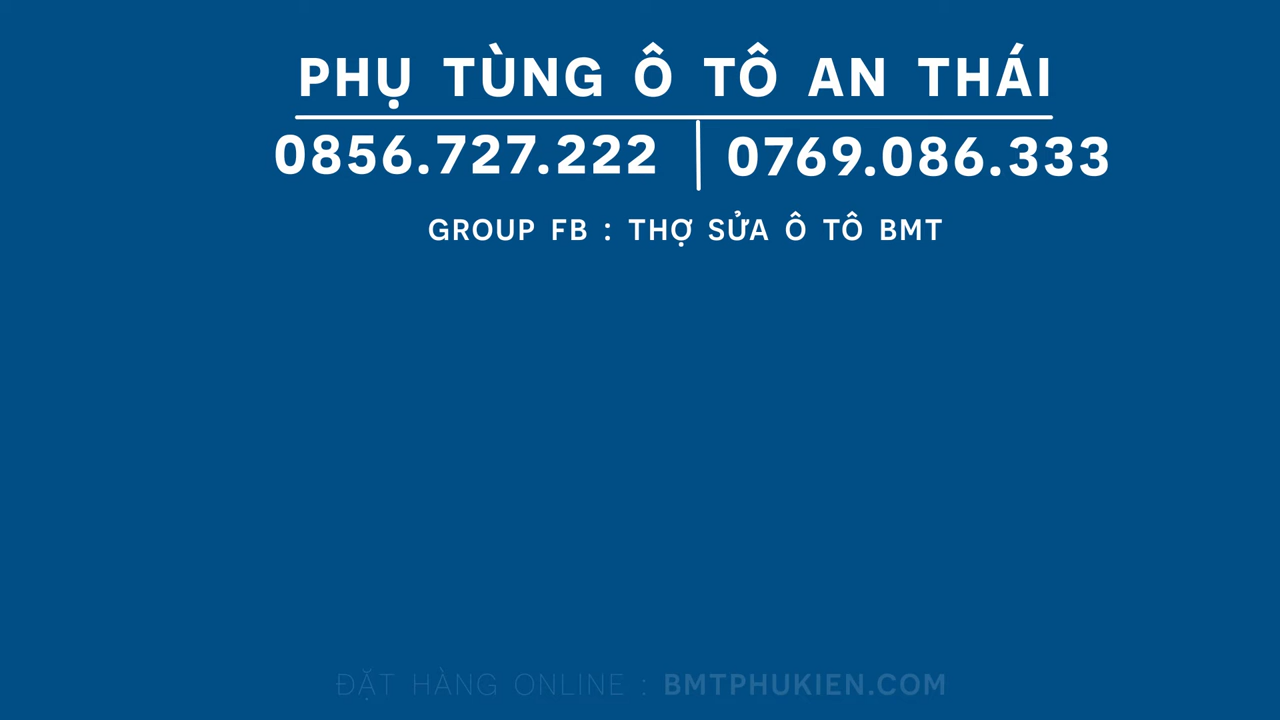 PHỤ TÙNG Ô TÔ AN THÁI
0856.727.222 | 0769.086.333
GROUP FB : THỢ SỬA Ô TÔ BMT
ĐẶT HÀNG ONLINE : BMTPHUKIEN.COM